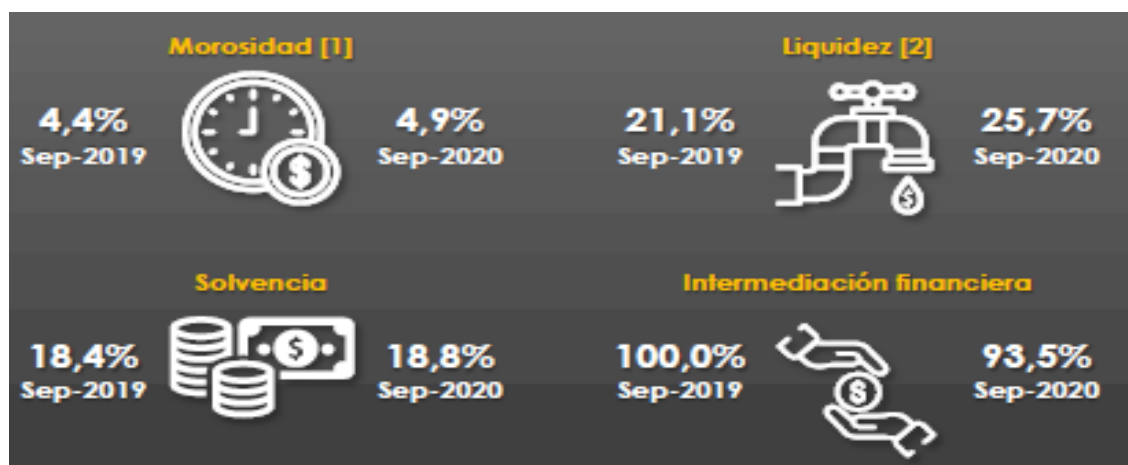 Morosidad [1]
4,4%
Sep-2019
$
4,9%
Sep-2020
Liquidez [2]
21,1%
Sep-2019
$
25,7%
Sep-2020
Solvencia
18,4%
Sep-2019
$
18,8%
Sep-2020
Intermediación financiera
100,0%
Sep-2019
$
93,5%
Sep-2020